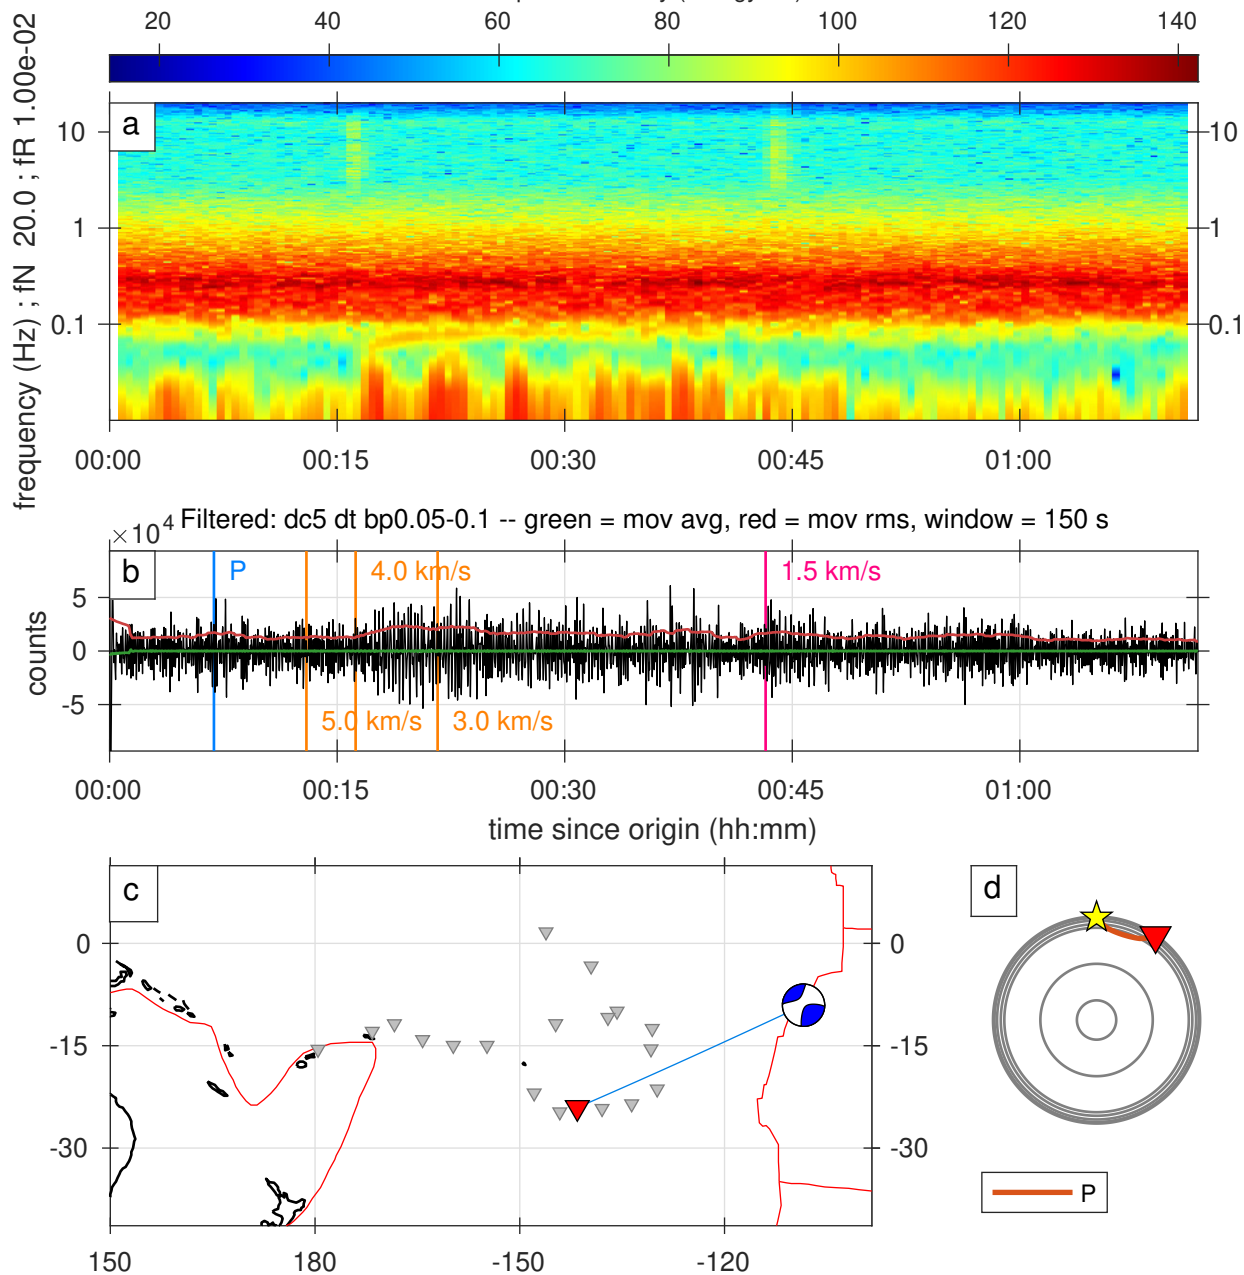 20 40 60 80 100 120 140
frequency (Hz) ; fN 20.0 ; fR 1.00e-02
a
10 10
1 1
0.1 0.1
00:00 00:15 00:30 00:45 01:00
×10^4 Filtered: dc5 dt bp0.05-0.1 -- green = mov avg, red = mov rms, window = 150 s
b
P 4.0 km/s 1.5 km/s
5
0
-5
counts
5.0 km/s 3.0 km/s
00:00 00:15 00:30 00:45 01:00
time since origin (hh:mm)
c
d
0 0
-15 -15
-30 -30
P
150 180 -150 -120